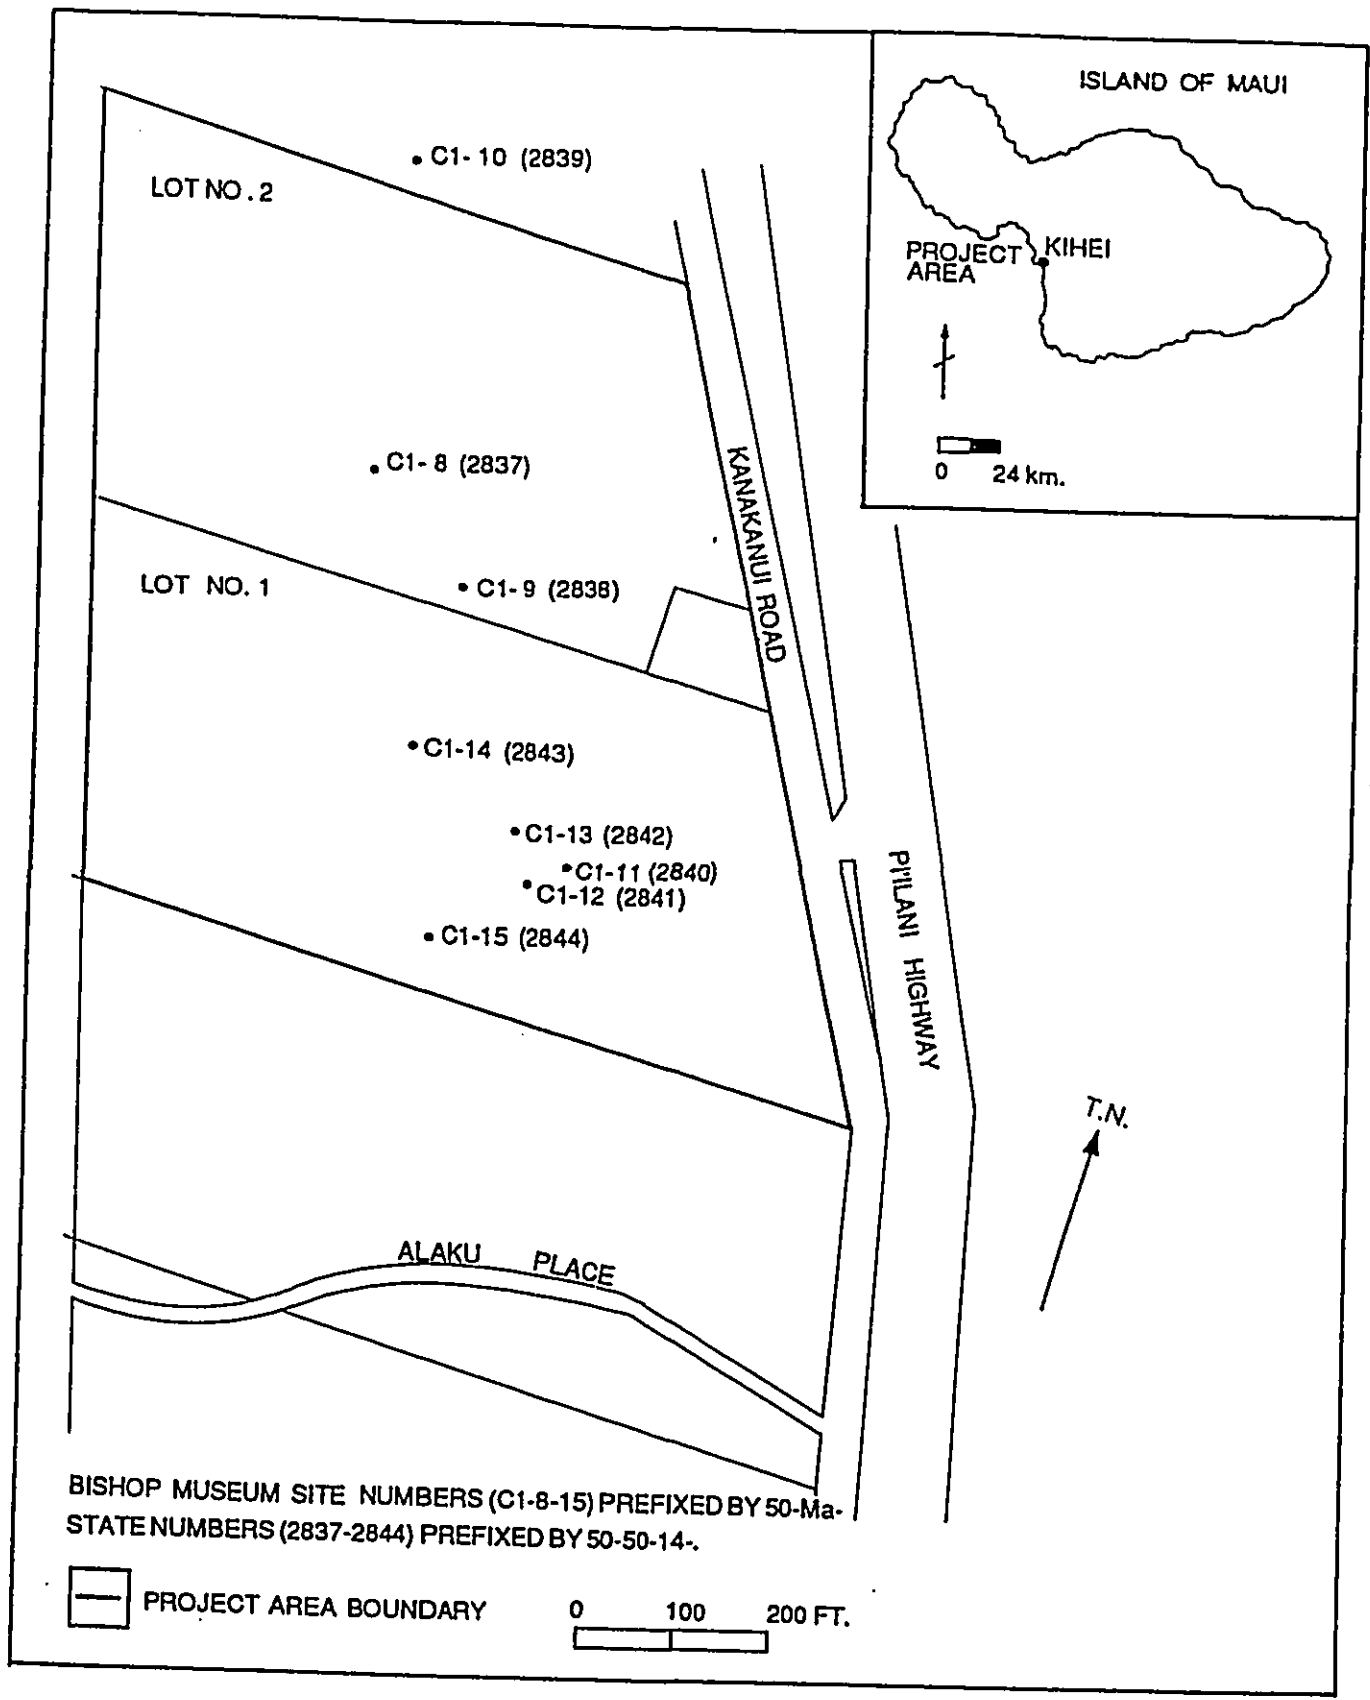 ISLAND OF MAUI
C1-10 (2839)
LOT NO. 2
KIHEI
PROJECT
AREA
0 24 km.
C1-8 (2837)
KANAKANUI ROAD
LOT NO. 1
C1-9 (2838)
C1-14 (2843)
C1-13 (2842)
C1-11 (2840)
C1-12 (2841)
C1-15 (2844)
PI'ILANI HIGHWAY
T.N.
ALAKU PLACE
BISHOP MUSEUM SITE NUMBERS (C1-8-15) PREFIXED BY 50-Ma-
STATE NUMBERS (2837-2844) PREFIXED BY 50-50-14-.
PROJECT AREA BOUNDARY
0 100 200 FT.